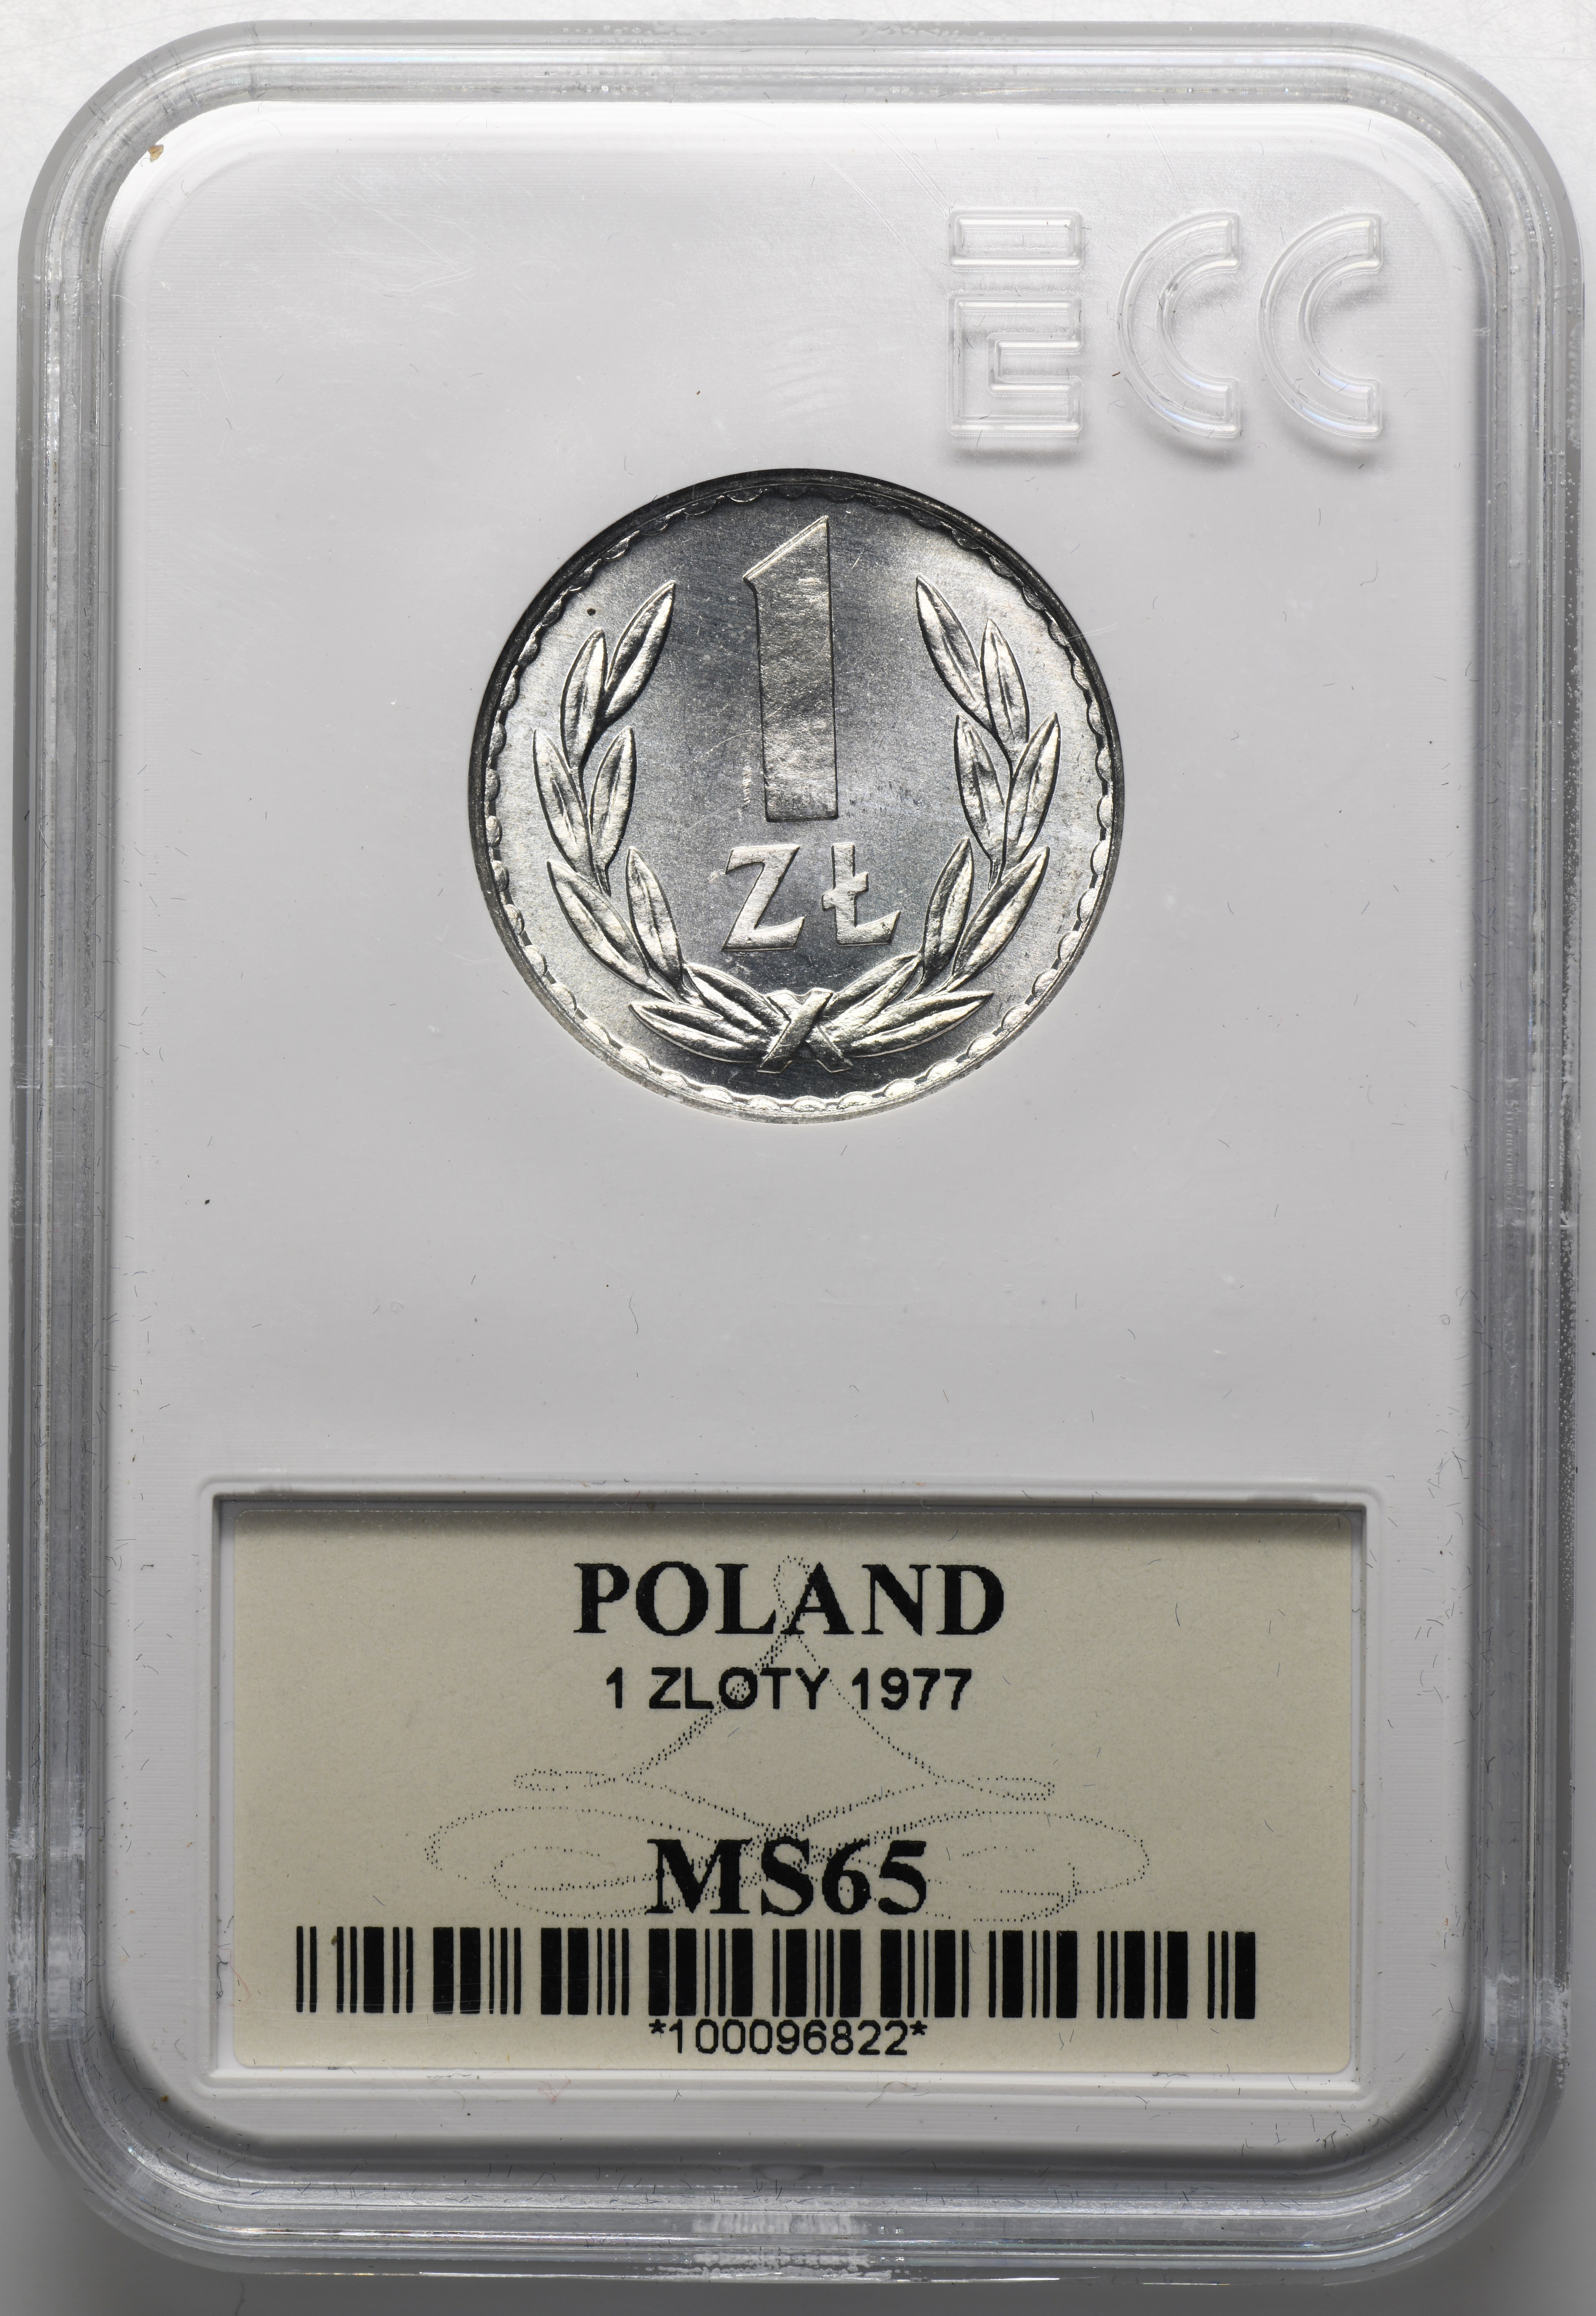 ECC
1
ZŁ
POLAND
1 ZLOTY 1977
MS65
*100096822*